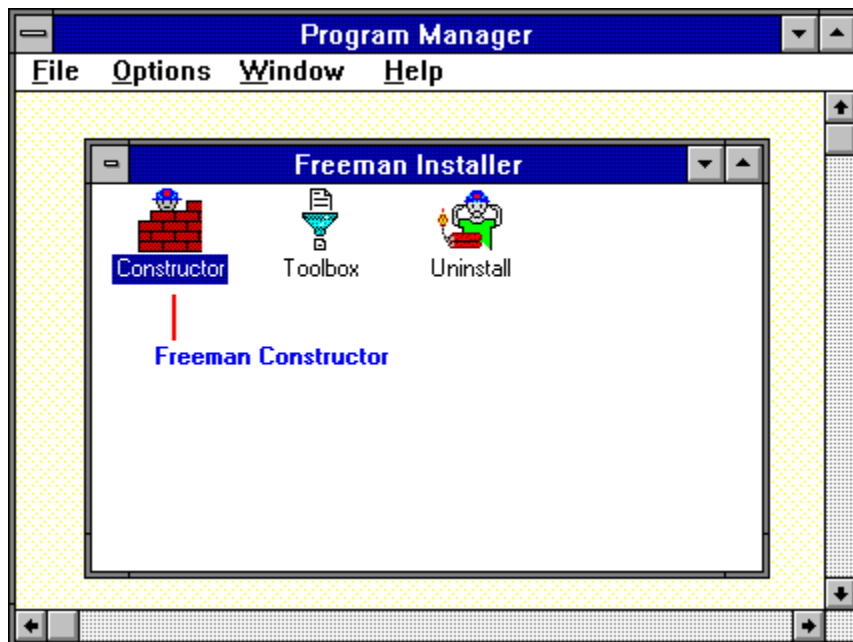 Program Manager
File Options Window Help
Freeman Installer
Constructor Toolbox Uninstall
Freeman Constructor